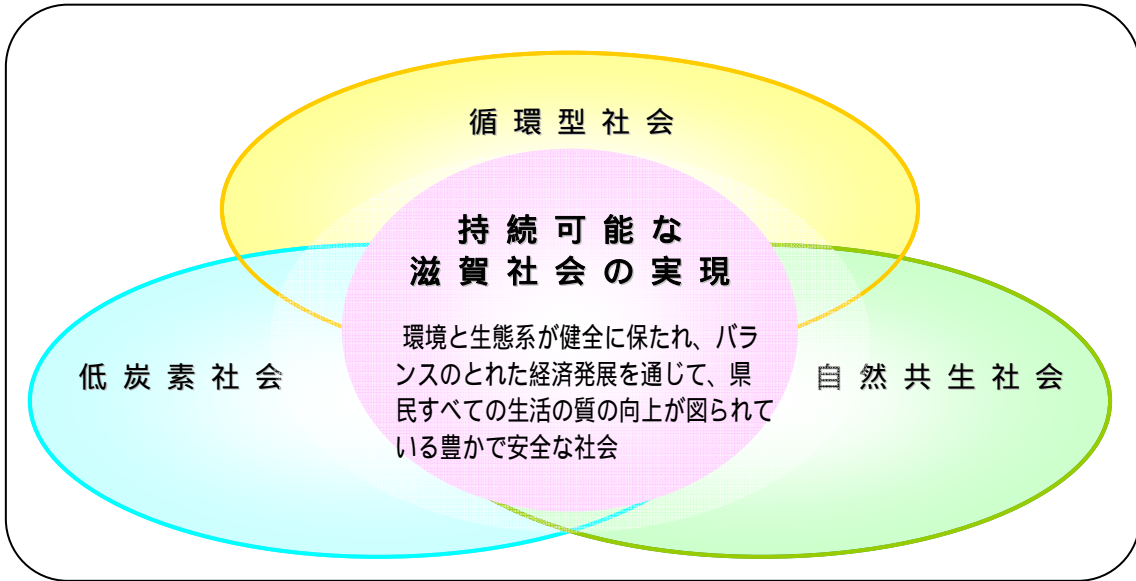 循環型社会
持続可能な
滋賀社会の実現
環境と生態系が健全に保たれ、バラ
ンスのとれた経済発展を通じて、県
民すべての生活の質の向上が図られて
いる豊かで安全な社会
低炭素社会
自然共生社会